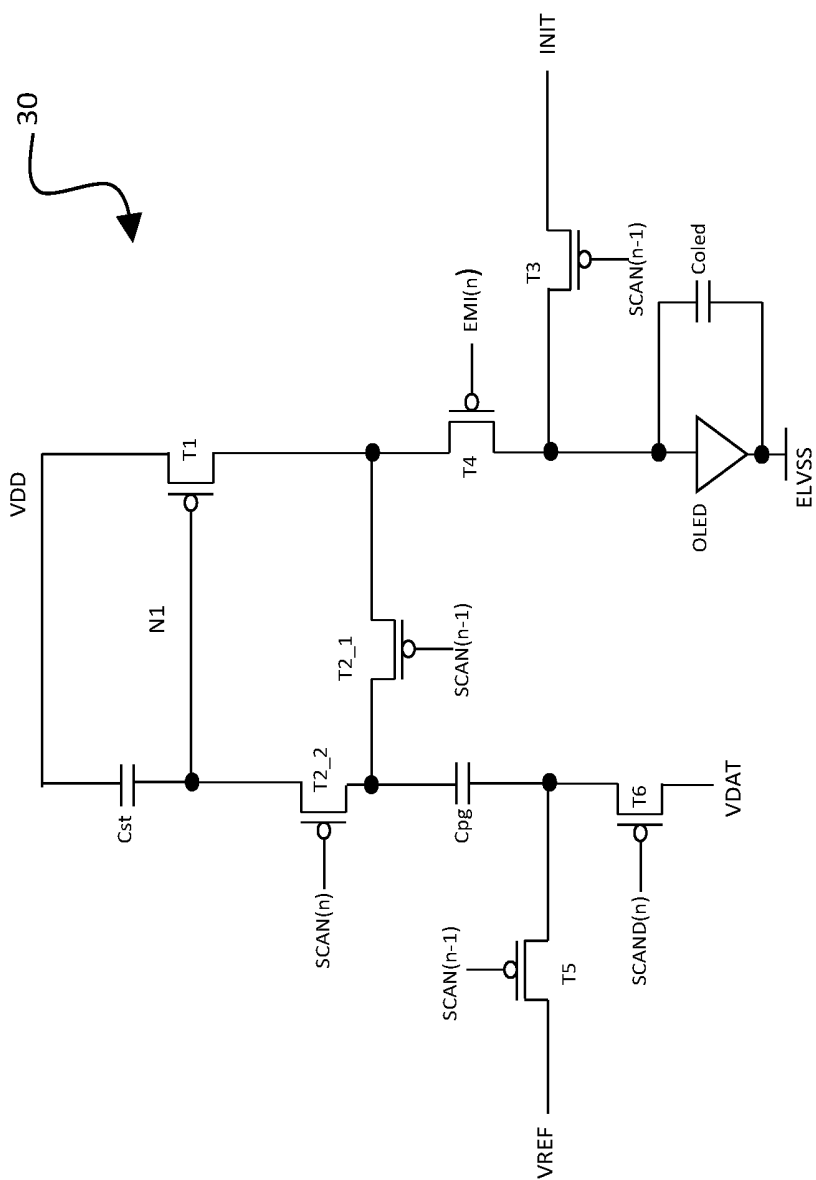 30
INIT
VDD
T1
N1
EMI(n)
T3
SCAN(n-1)
Coled
T4
OLED
ELVSS
T2_1
SCAN(n-1)
Cst
T2_2
SCAN(n)
Cpg
T6
VDAT
SCAND(n)
SCAN(n-1)
T5
VREF